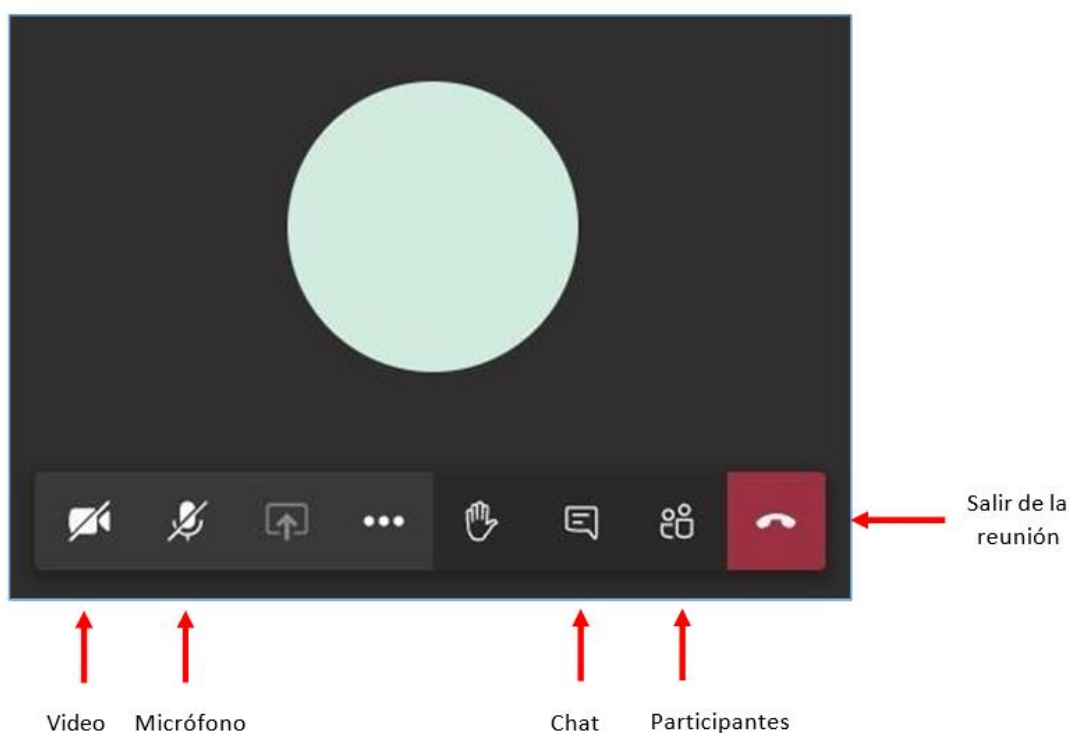 Salir de la
reunión
Video
Micrófono
Chat
Participantes